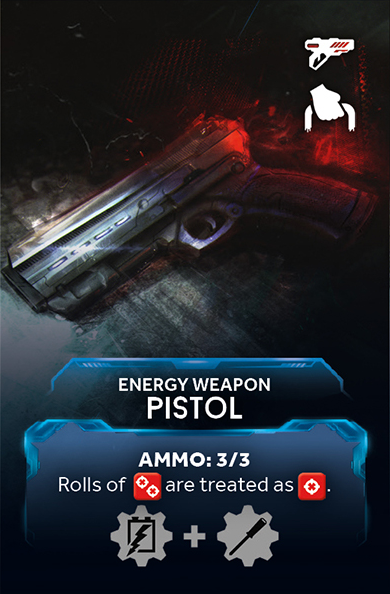 ENERGY WEAPON
PISTOL
AMMO: 3/3
Rolls of are treated as .